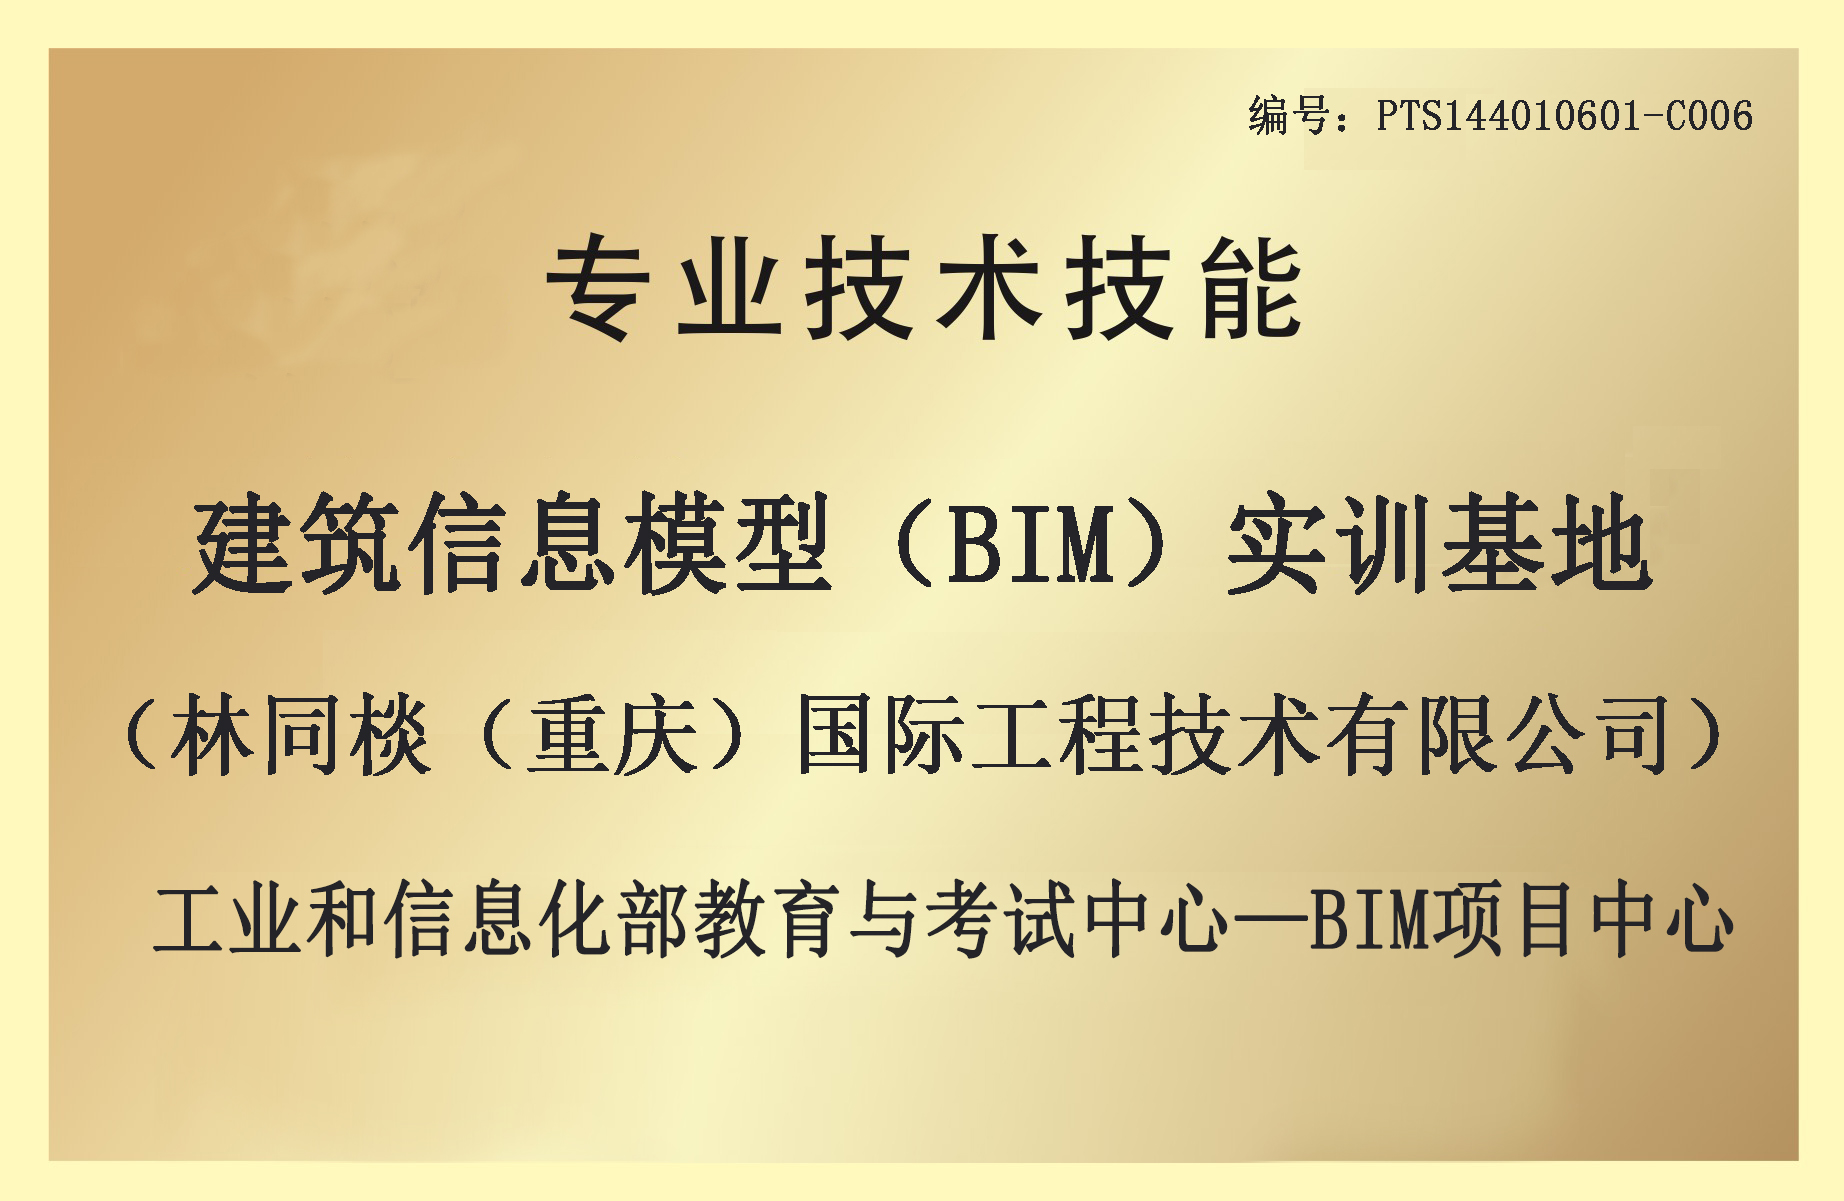 编号：PTS144010601-C006
专业技术技能
建筑信息模型（BIM）实训基地
（林同棪（重庆）国际工程技术有限公司）
工业和信息化部教育与考试中心—BIM项目中心